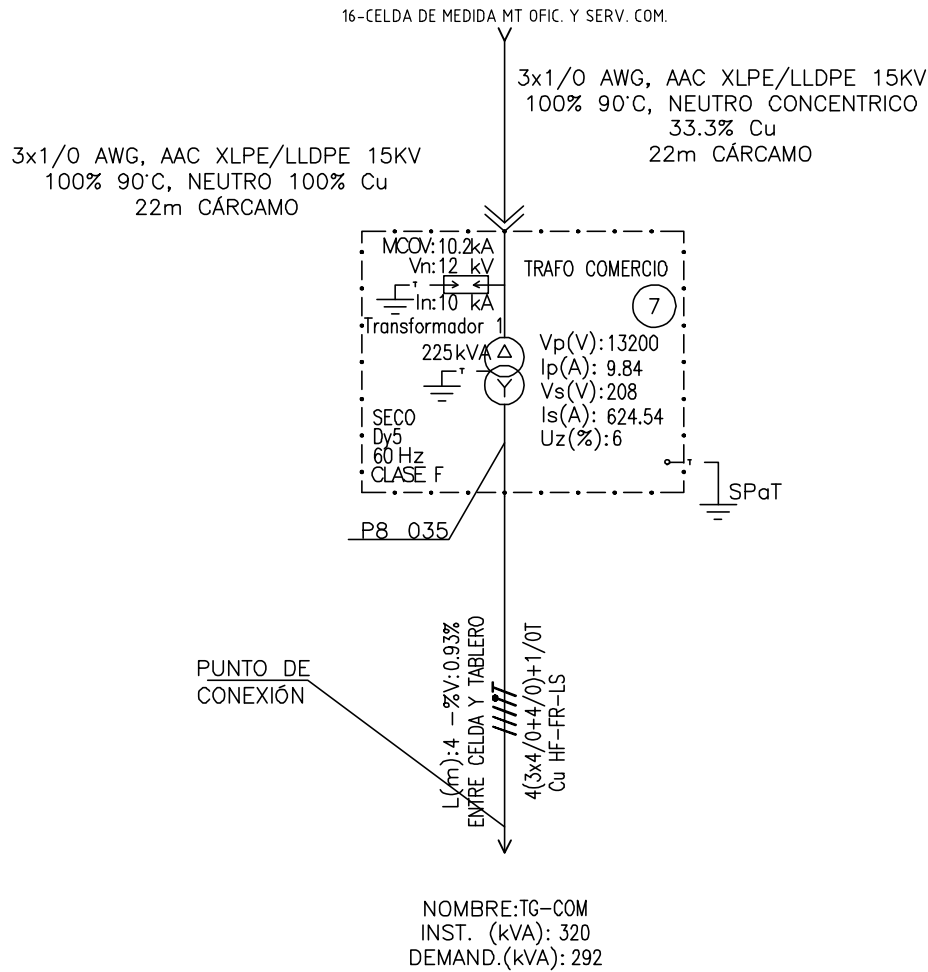 16-CELDA DE MEDIDA MT OFIC. Y SERV. COM.
3x1/0 AWG, AAC XLPE/LLDPE 15KV
100% 90°C, NEUTRO CONCENTRICO
33.3% Cu
22m CÁRCAMO
3x1/0 AWG, AAC XLPE/LLDPE 15KV
100% 90°C, NEUTRO 100% Cu
22m CÁRCAMO
MCOV:10.2kA
Vn:12 kV
In:10 kA
TRAFO COMERCIO
7
Transformador 1
225kVA
Vp(V):13200
Ip(A): 9.84
Vs(V):208
Is(A): 624.54
Uz(%):6
SECO
Dy5
60 Hz
CLASE F
SPaT
P8 035
PUNTO DE
CONEXIÓN
L(m):4 -%V:0.93%
ENTRE CELDA Y TABLERO
4(3x4/0+4/0)+1/0T
Cu HF-FR-LS
NOMBRE:TG-COM
INST. (kVA): 320
DEMAND.(kVA): 292